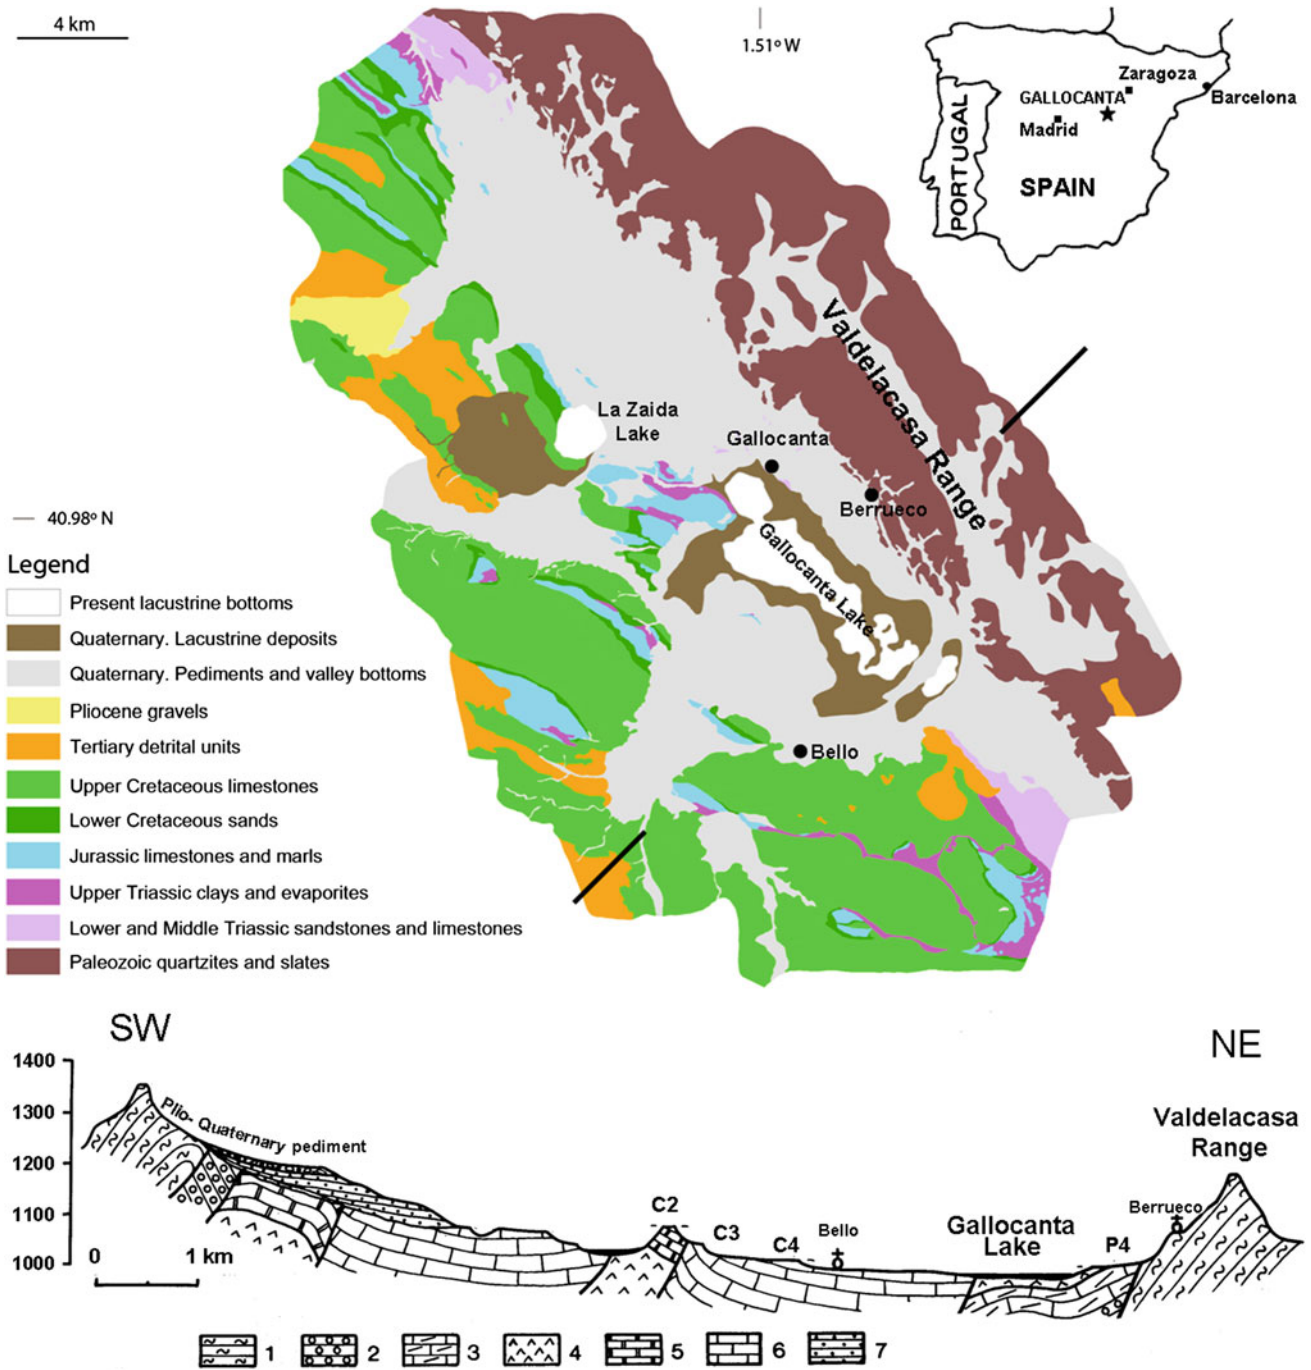 4 km
1.51º W
Zaragoza
GALLOCANTA
Barcelona
Madrid
PORTUGAL
SPAIN
Valdelacasa Range
La Zaida
Lake
Gallocanta
Berrueco
40.98º N
Gallocanta Lake
Bello
Legend
Present lacustrine bottoms
Quaternary. Lacustrine deposits
Quaternary. Pediments and valley bottoms
Pliocene gravels
Tertiary detrital units
Upper Cretaceous limestones
Lower Cretaceous sands
Jurassic limestones and marls
Upper Triassic clays and evaporites
Lower and Middle Triassic sandstones and limestones
Paleozoic quartzites and slates
SW
NE
1400
1300
1200
1100
1000
Plio- Quaternary pediment
Valdelacasa
Range
C2
C3
C4
Bello
Gallocanta
Lake
P4
Berrueco
0
1 km
1
2
3
4
5
6
7